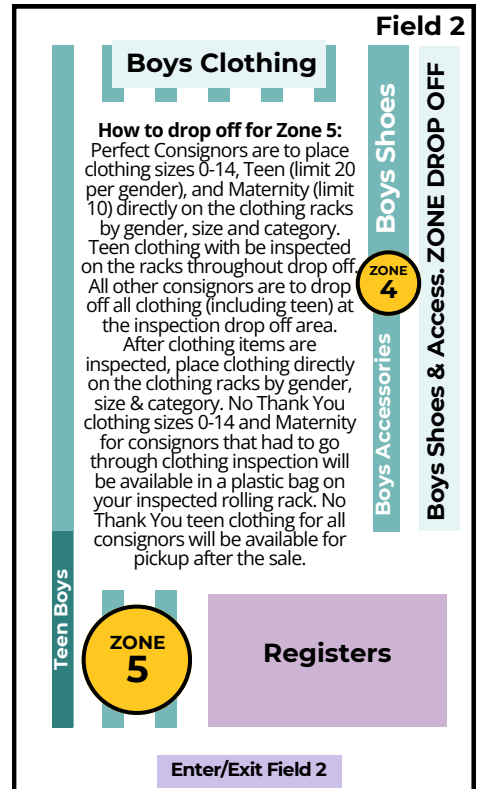 Field 2
Boys Clothing
How to drop off for Zone 5:
Perfect Consignors are to place
clothing sizes 0-14, Teen (limit 20
per gender), and Maternity (limit
10) directly on the clothing racks
by gender, size and category.
Teen clothing with be inspected
on the racks throughout drop off.
All other consignors are to drop
off all clothing (including teen) at
the inspection drop off area.
After clothing items are
inspected, place clothing directly
on the clothing racks by gender,
size & category. No Thank You
clothing sizes 0-14 and Maternity
for consignors that had to go
through clothing inspection will
be available in a plastic bag on
your inspected rolling rack. No
Thank You teen clothing for all
consignors will be available for
pickup after the sale.
Boys Shoes
ZONE
4
Boys Accessories
Boys Shoes & Access. ZONE DROP OFF
Teen Boys
ZONE
5
Registers
Enter/Exit Field 2